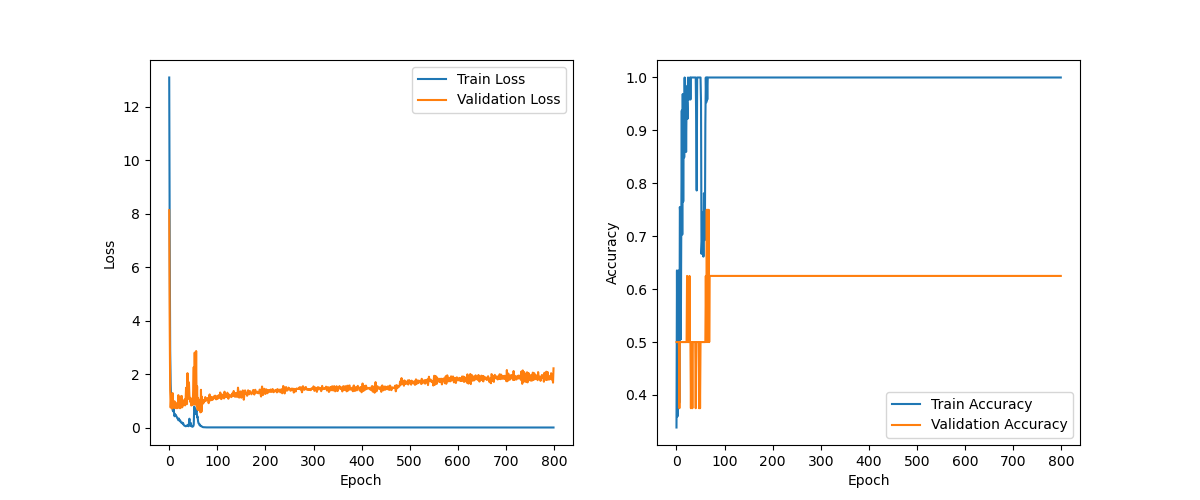 Train Loss
Validation Loss
12
10
8
6
4
2
0
Loss
0 100 200 300 400 500 600 700 800
Epoch
1.0
0.9
0.8
0.7
0.6
0.5
0.4
Accuracy
Train Accuracy
Validation Accuracy
0 100 200 300 400 500 600 700 800
Epoch